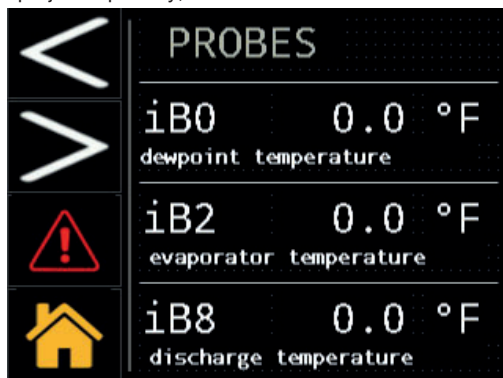 PROBES
iB0 0.0 °F
dewpoint temperature
iB2 0.0 °F
evaporator temperature
iB8 0.0 °F
discharge temperature